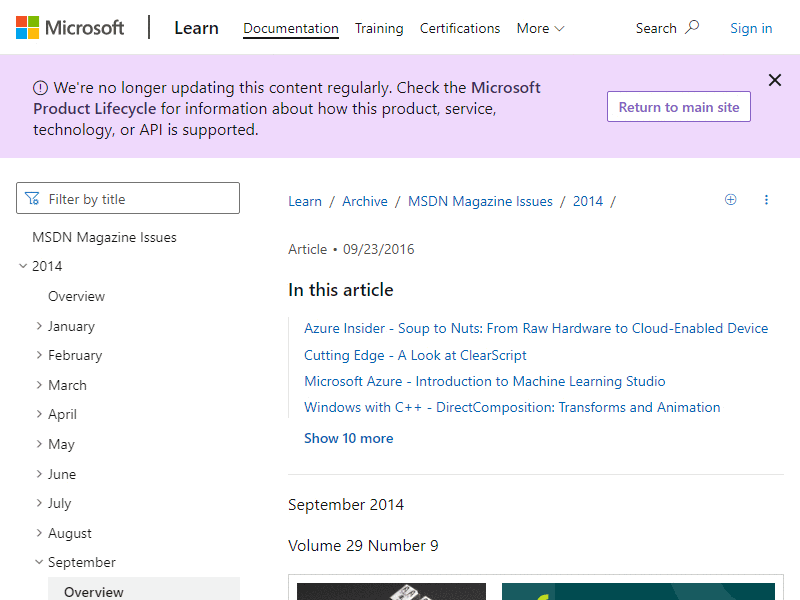 Microsoft
Learn
Documentation
Training
Certifications
More
Search
Sign in
We're no longer updating this content regularly. Check the Microsoft
Product Lifecycle for information about how this product, service,
technology, or API is supported.
Return to main site
Filter by title
MSDN Magazine Issues
2014
Overview
January
February
March
April
May
June
July
August
September
Overview
Learn / Archive / MSDN Magazine Issues / 2014 /
Article • 09/23/2016
In this article
Azure Insider - Soup to Nuts: From Raw Hardware to Cloud-Enabled Device
Cutting Edge - A Look at ClearScript
Microsoft Azure - Introduction to Machine Learning Studio
Windows with C++ - DirectComposition: Transforms and Animation
Show 10 more
September 2014
Volume 29 Number 9